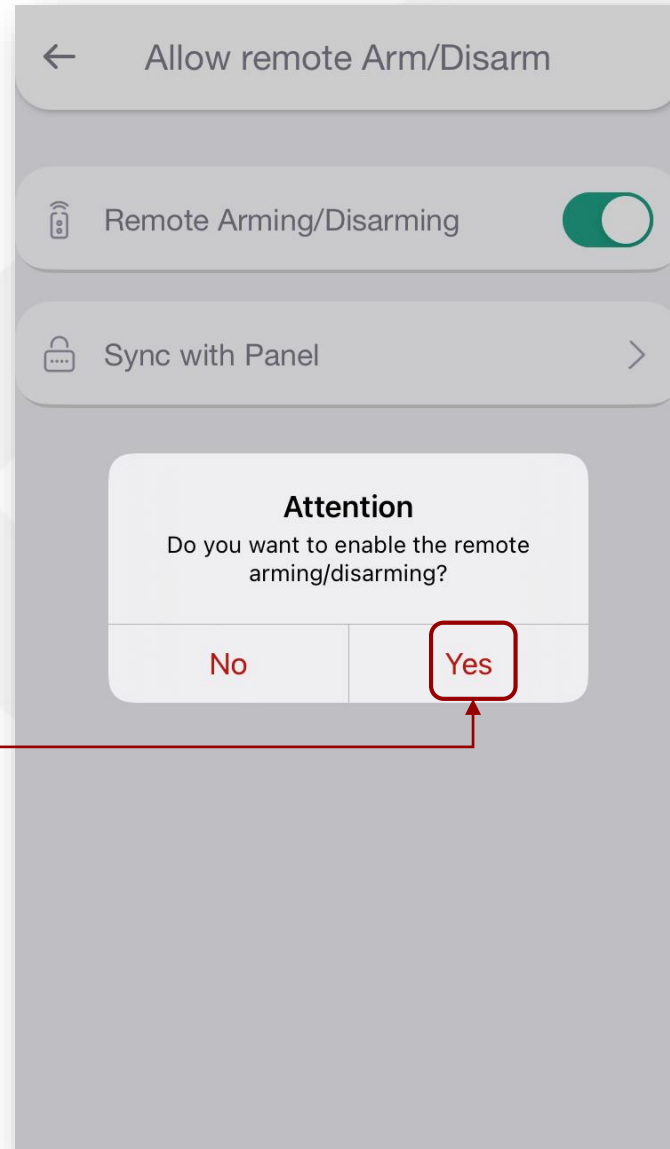 Allow remote Arm/Disarm
Remote Arming/Disarming
Sync with Panel
Attention
Do you want to enable the remote
arming/disarming?
No
Yes